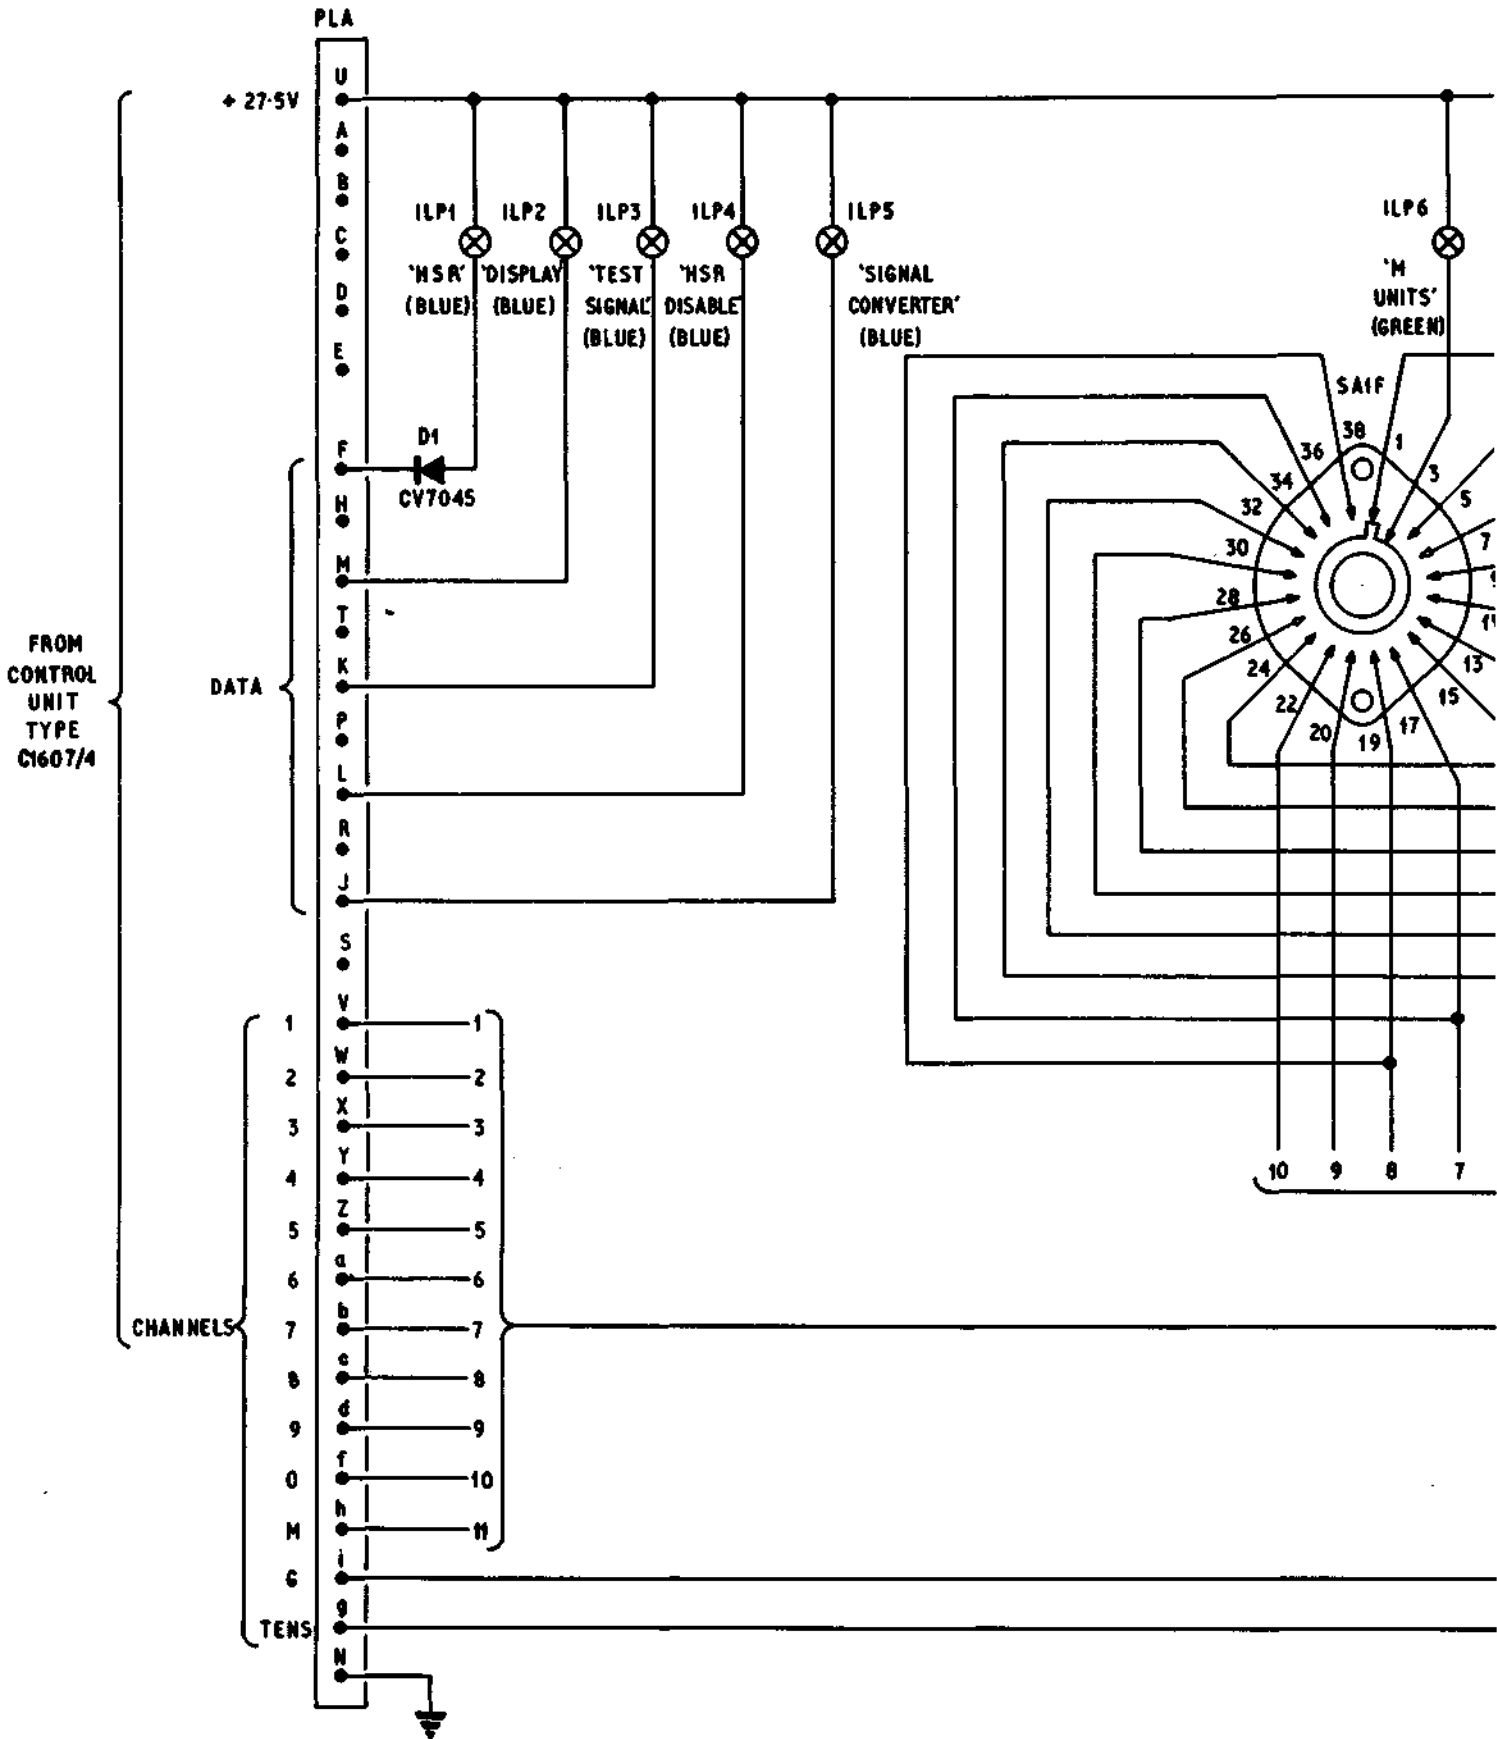 PLA
U
+ 27·5V
A
B
C
D
E
F
H
M
T
K
P
L
R
J
S
V
W
X
Y
Z
a
b
c
d
f
h
i
g
N
ILP1
'HSR'
(BLUE)
ILP2
'DISPLAY
(BLUE)
ILP3
'TEST
SIGNAL'
(BLUE)
ILP4
'HSR
DISABLE'
(BLUE)
ILP5
'SIGNAL
CONVERTER'
(BLUE)
ILP6
'M
UNITS'
(GREEN)
D1
CV7045
FROM
CONTROL
UNIT
TYPE
C1607/4
DATA
CHANNELS
1
2
3
4
5
6
7
8
9
0
M
G
TENS
1
2
3
4
5
6
7
8
9
10
11
SA1F
38
1
3
5
7
11
13
15
17
19
20
22
24
26
28
30
32
34
36
10
9
8
7